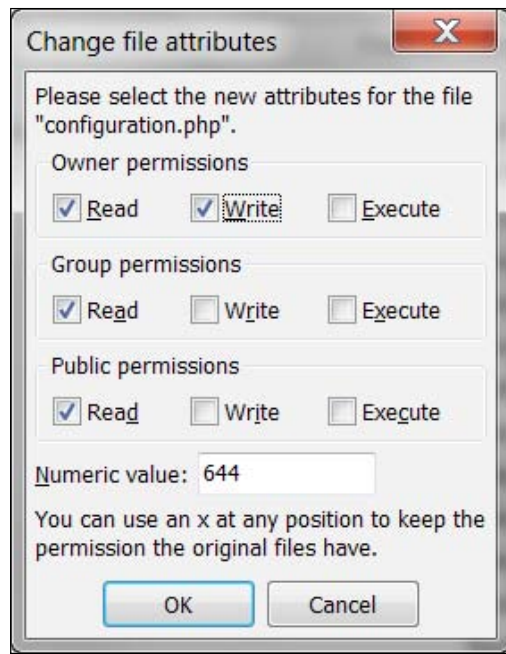 Change file attributes
Please select the new attributes for the file
"configuration.php".
Owner permissions
Read Write Execute
Group permissions
Read Write Execute
Public permissions
Read Write Execute
Numeric value: 644
You can use an x at any position to keep the
permission the original files have.
OK Cancel